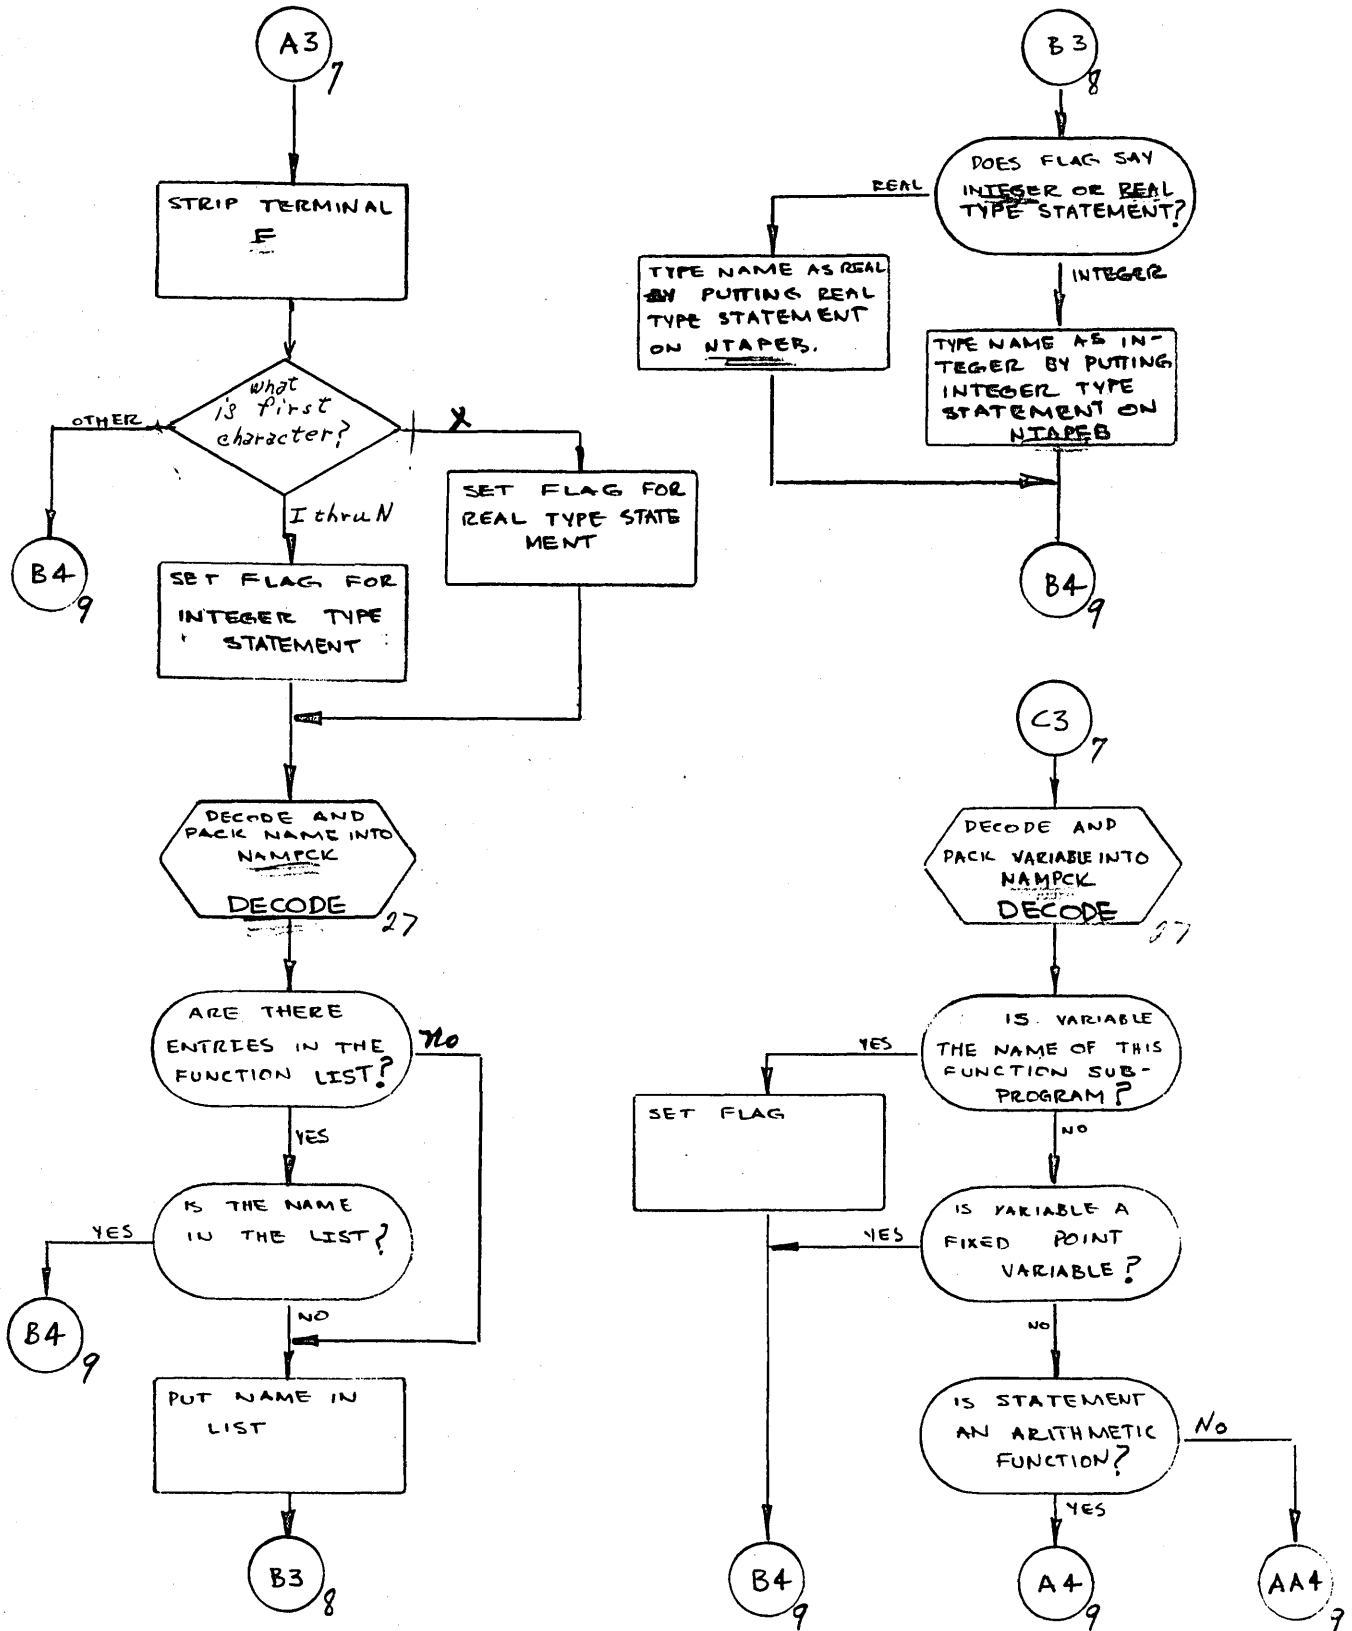 A3
7
STRIP TERMINAL
F
what
is first
character?
OTHER
X
I thru N
B4
9
SET FLAG FOR
REAL TYPE STATE
MENT
SET FLAG FOR
INTEGER TYPE
STATEMENT
DECODE AND
PACK NAME INTO
NAMPCK
DECODE
27
ARE THERE
ENTRIES IN THE
FUNCTION LIST?
no
YES
IS THE NAME
IN THE LIST?
YES
B4
9
NO
PUT NAME IN
LIST
B3
8
B3
8
DOES FLAG SAY
INTEGER OR REAL
TYPE STATEMENT?
REAL
INTEGER
TYPE NAME AS REAL
BY PUTTING REAL
TYPE STATEMENT
ON NTAPEB.
TYPE NAME AS IN-
TEGER BY PUTTING
INTEGER TYPE
STATEMENT ON
NTAPEB
B4
9
C3
7
DECODE AND
PACK VARIABLE INTO
NAMPCK
DECODE
27
IS VARIABLE
THE NAME OF THIS
FUNCTION SUB-
PROGRAM?
YES
SET FLAG
NO
IS VARIABLE A
FIXED POINT
VARIABLE?
YES
NO
IS STATEMENT
AN ARITHMETIC
FUNCTION?
No
YES
B4
9
A4
9
AA4
9